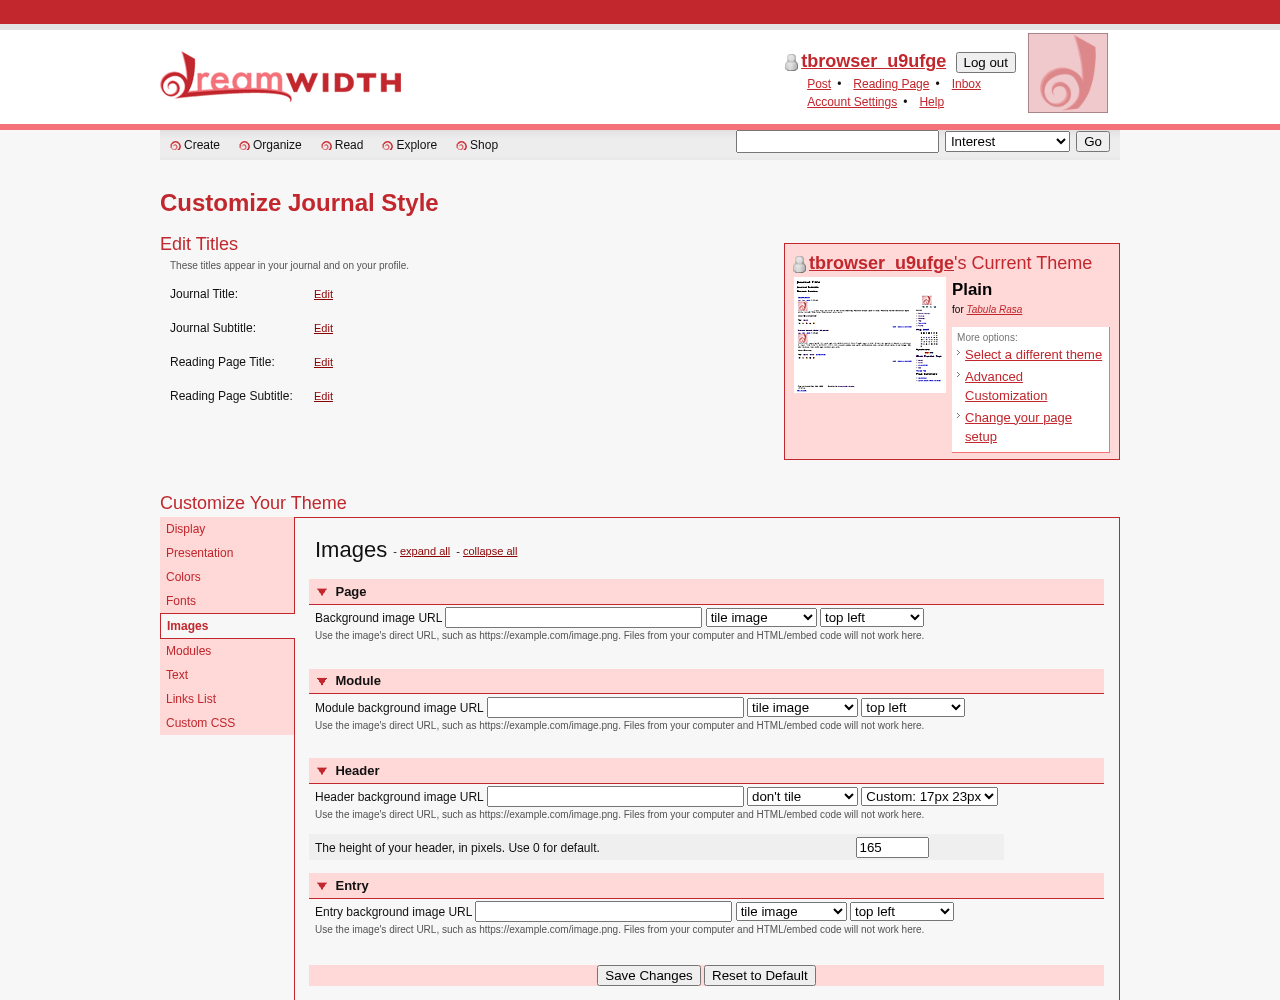 dreamWIDTH
tbrowser_u9ufge Log out
Post • Reading Page • Inbox
Account Settings • Help
Create Organize Read Explore Shop Interest Go
Customize Journal Style
Edit Titles
These titles appear in your journal and on your profile.
Journal Title: Edit
Journal Subtitle: Edit
Reading Page Title: Edit
Reading Page Subtitle: Edit
tbrowser_u9ufge's Current Theme
Plain
for Tabula Rasa
More options:
Select a different theme
Advanced
Customization
Change your page
setup
Customize Your Theme
Display
Presentation
Colors
Fonts
Images
Modules
Text
Links List
Custom CSS
Images - expand all - collapse all
Page
Background image URL tile image top left
Use the image's direct URL, such as https://example.com/image.png. Files from your computer and HTML/embed code will not work here.
Module
Module background image URL tile image top left
Use the image's direct URL, such as https://example.com/image.png. Files from your computer and HTML/embed code will not work here.
Header
Header background image URL don't tile Custom: 17px 23px
Use the image's direct URL, such as https://example.com/image.png. Files from your computer and HTML/embed code will not work here.
The height of your header, in pixels. Use 0 for default. 165
Entry
Entry background image URL tile image top left
Use the image's direct URL, such as https://example.com/image.png. Files from your computer and HTML/embed code will not work here.
Save Changes Reset to Default